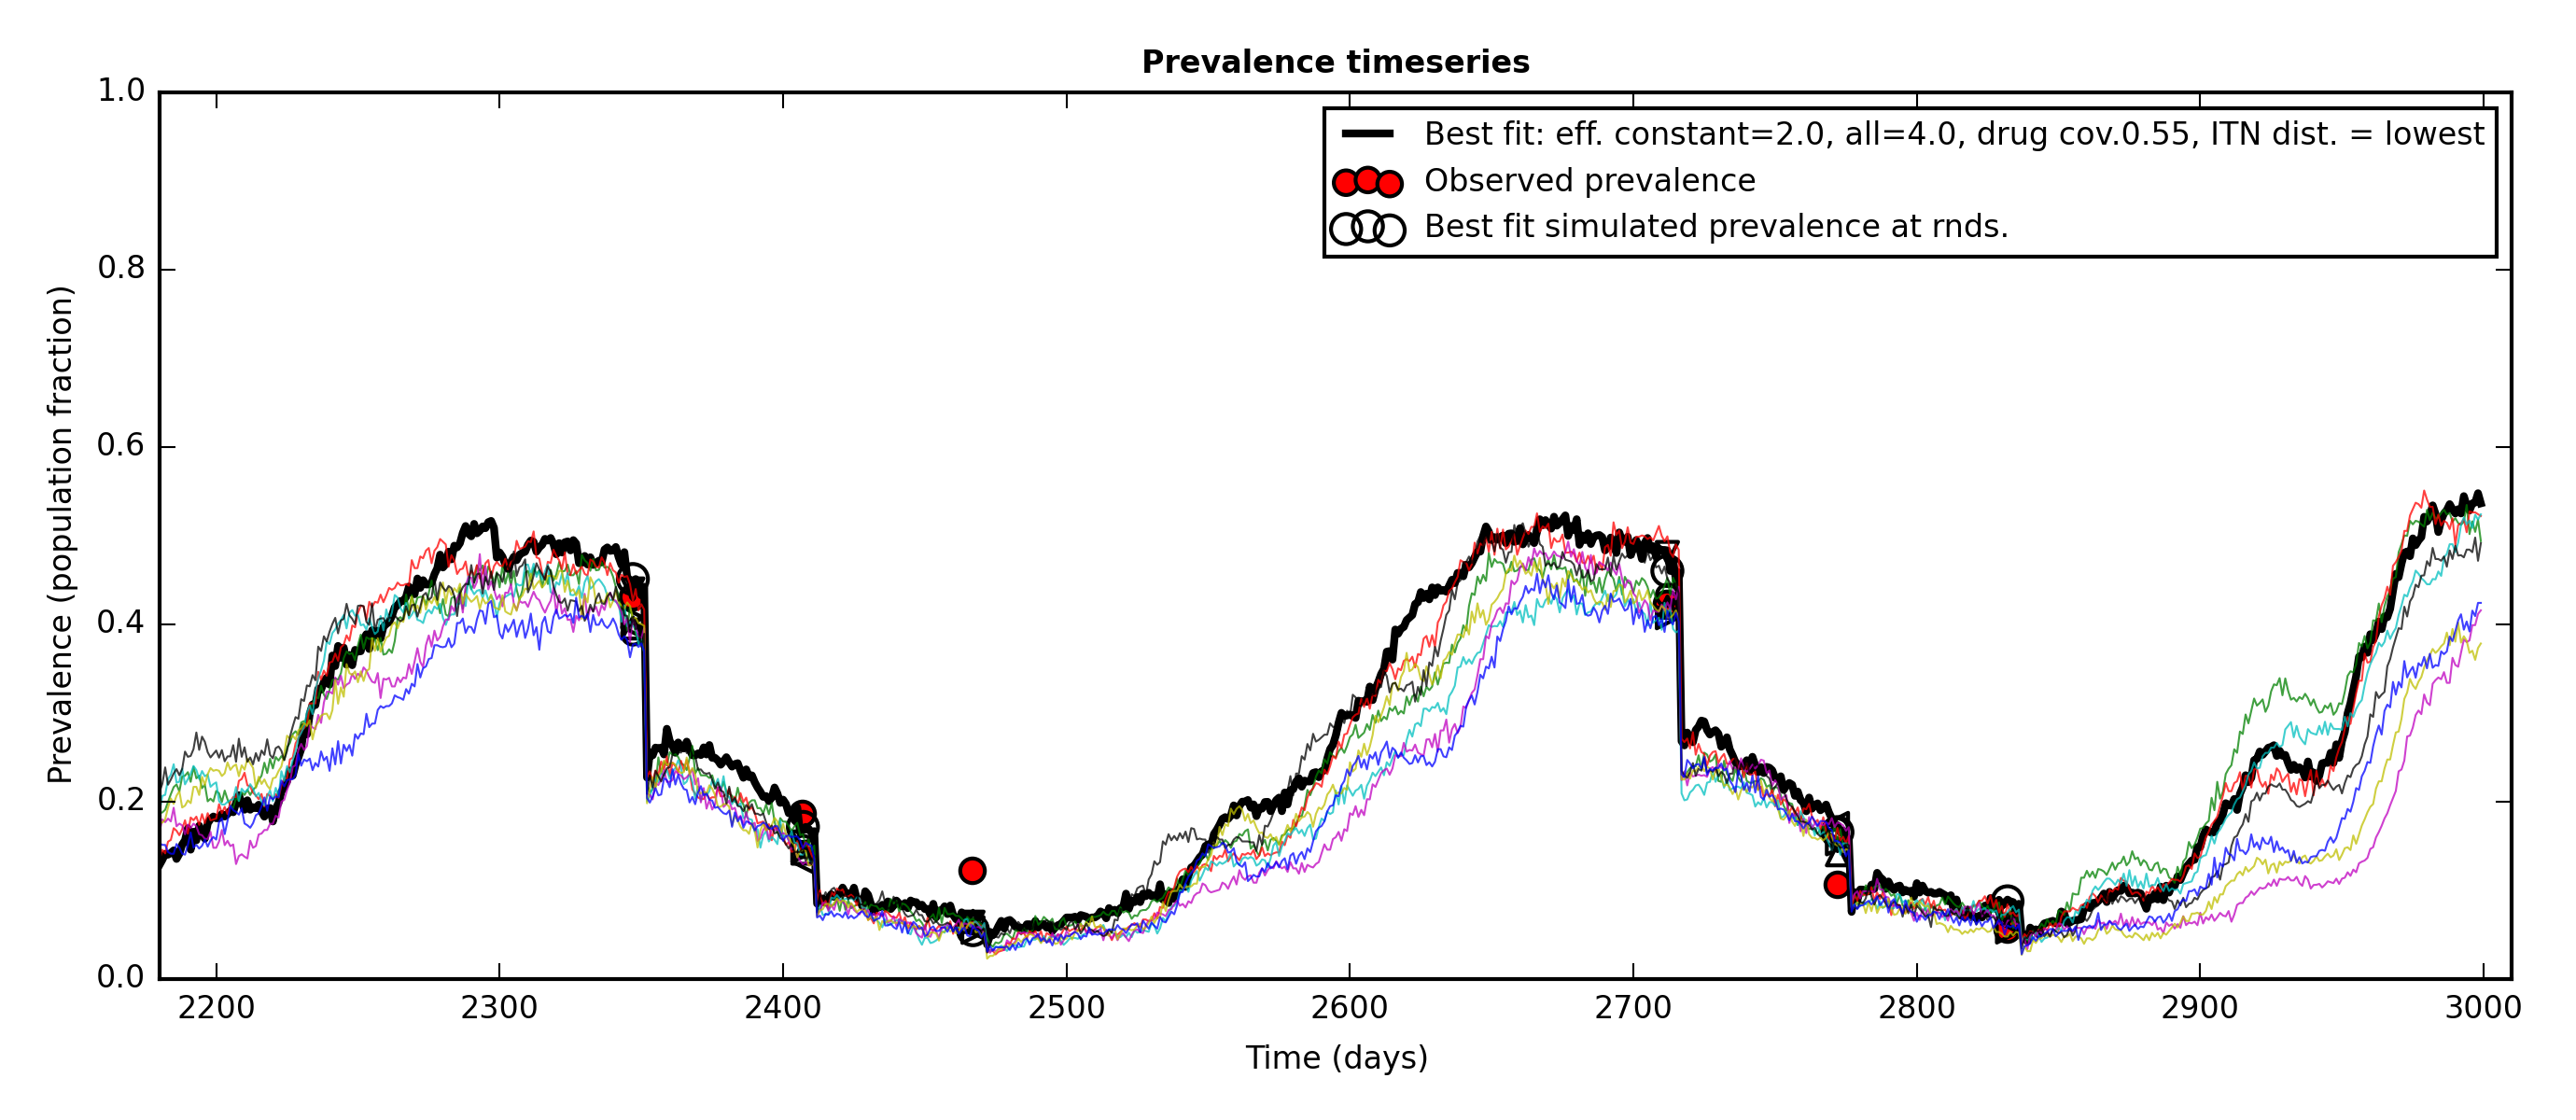 Prevalence timeseries
1.0
0.8
0.6
0.4
0.2
0.0
Prevalence (population fraction)
Best fit: eff. constant=2.0, all=4.0, drug cov.0.55, ITN dist. = lowest
Observed prevalence
Best fit simulated prevalence at rnds.
2200 2300 2400 2500 2600 2700 2800 2900 3000
Time (days)